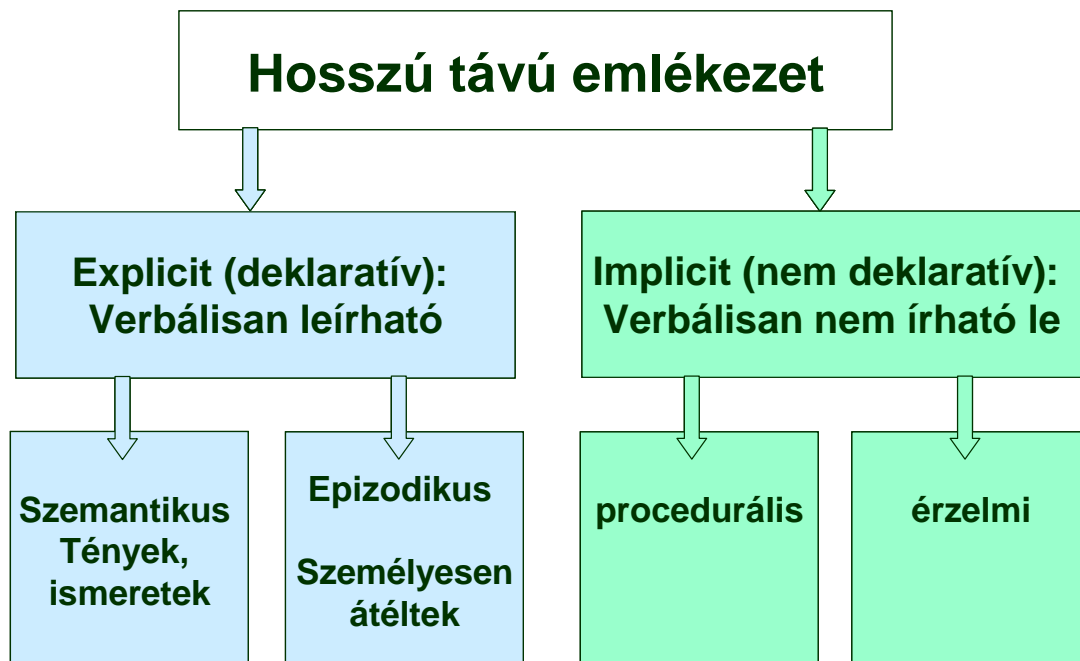 Hosszú távú emlékezet
Explicit (deklaratív):
Verbálisan leírható
Implicit (nem deklaratív):
Verbálisan nem írható le
Szemantikus
Tények,
ismeretek
Epizodikus
Személyesen
átéltek
procedurális
érzelmi